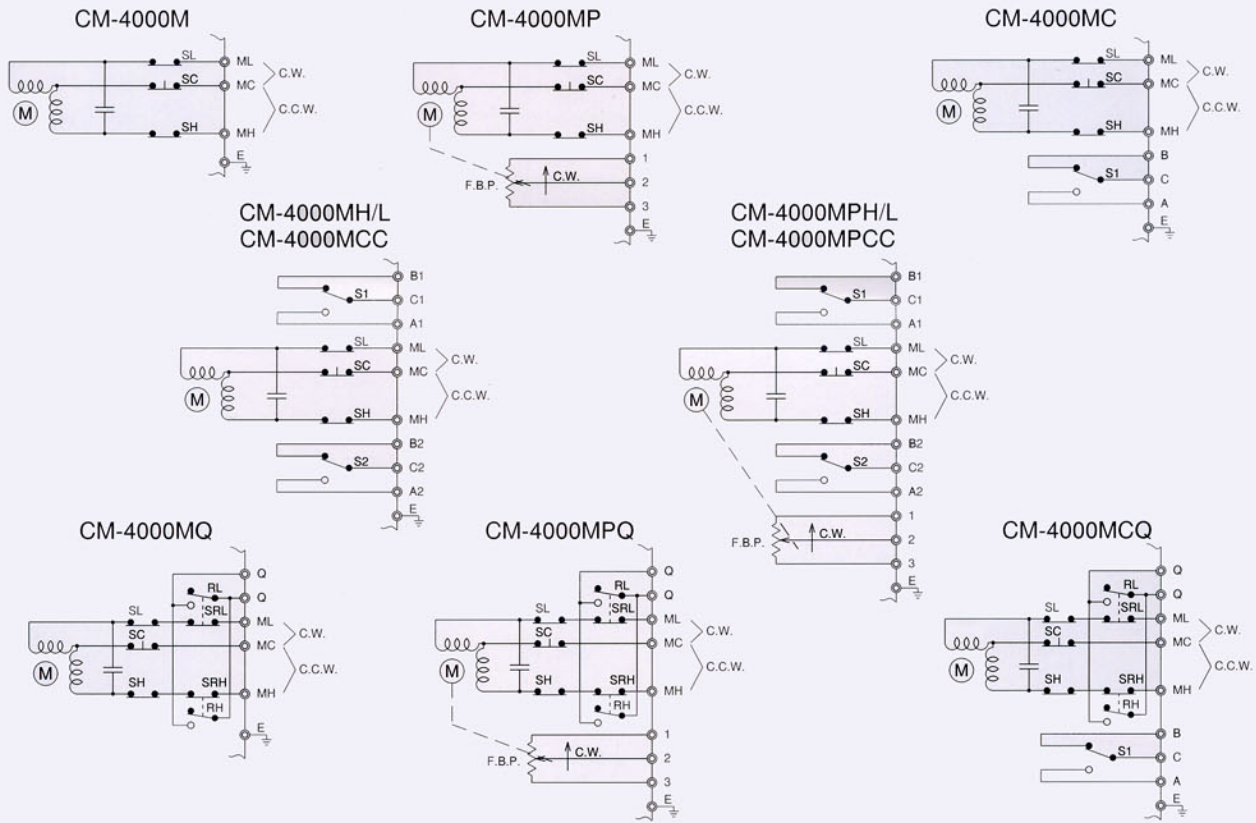 CM-4000M
SL
ML
SC
MC
C.W.
C.C.W.
M
SH
MH
E
CM-4000MP
SL
ML
SC
MC
C.W.
C.C.W.
M
SH
MH
1
F.B.P.
C.W.
2
3
E
CM-4000MC
SL
ML
SC
MC
C.W.
C.C.W.
M
SH
MH
B
S1
C
A
E
CM-4000MH/L
CM-4000MCC
B1
S1
C1
A1
SL
ML
SC
MC
C.W.
C.C.W.
M
SH
MH
B2
S2
C2
A2
E
CM-4000MPH/L
CM-4000MPCC
B1
S1
C1
A1
SL
ML
SC
MC
C.W.
C.C.W.
M
SH
MH
B2
S2
C2
A2
1
F.B.P.
C.W.
2
3
E
CM-4000MQ
Q
RL
Q
SL
SRL
ML
SC
MC
C.W.
C.C.W.
M
SH
SRH
MH
RH
E
CM-4000MPQ
Q
RL
Q
SL
SRL
ML
SC
MC
C.W.
C.C.W.
M
SH
SRH
MH
RH
1
F.B.P.
C.W.
2
3
E
CM-4000MCQ
Q
RL
Q
SL
SRL
ML
SC
MC
C.W.
C.C.W.
M
SH
SRH
MH
RH
B
S1
C
A
E